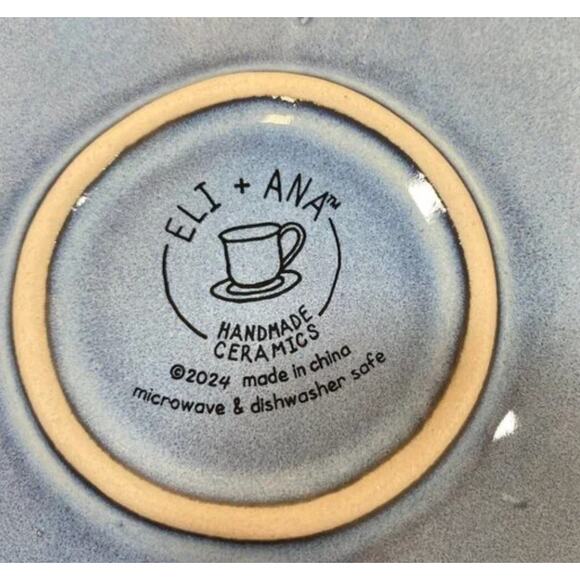 ELI + ANA™
HANDMADE
CERAMICS
©2024 made in china
microwave & dishwasher safe